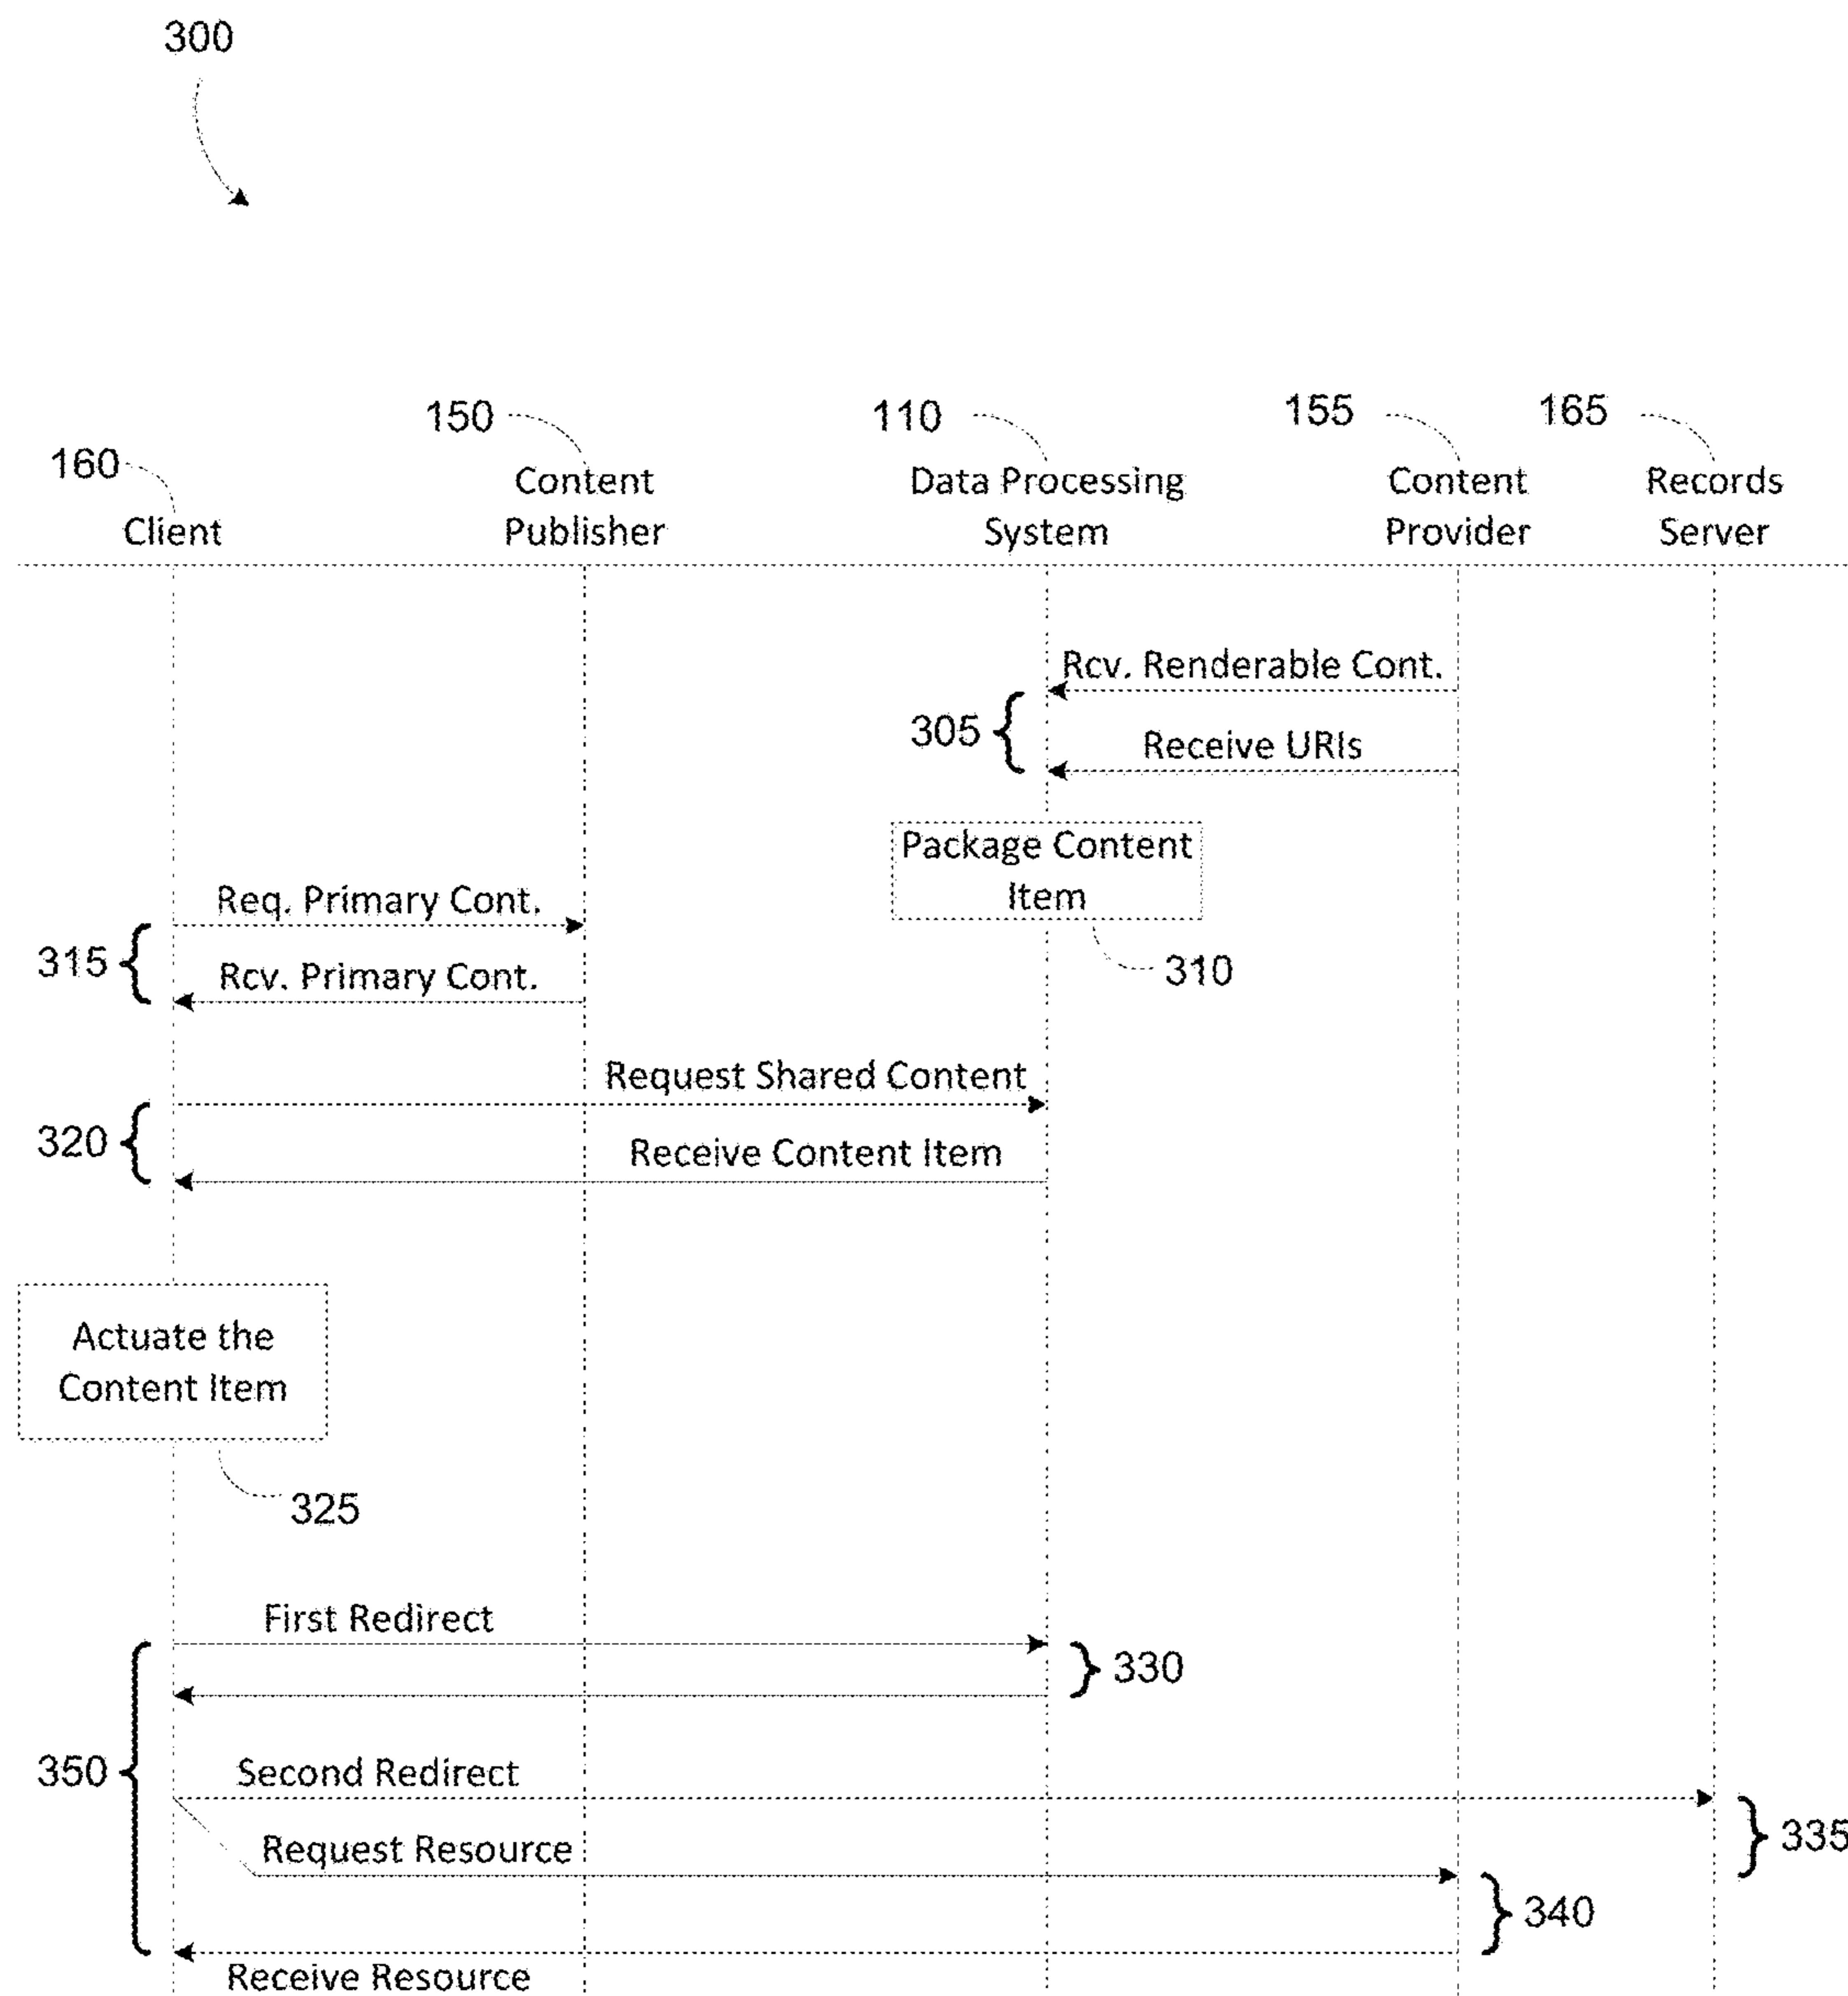 300
150
110
155
165
160
Content
Data Processing
Content
Records
Client
Publisher
System
Provider
Server
Rcv. Renderable Cont.
305
Receive URIs
Package Content
Item
310
Req. Primary Cont.
315
Rcv. Primary Cont.
Request Shared Content
320
Receive Content Item
Actuate the
Content Item
325
First Redirect
330
350
Second Redirect
335
Request Resource
340
Receive Resource